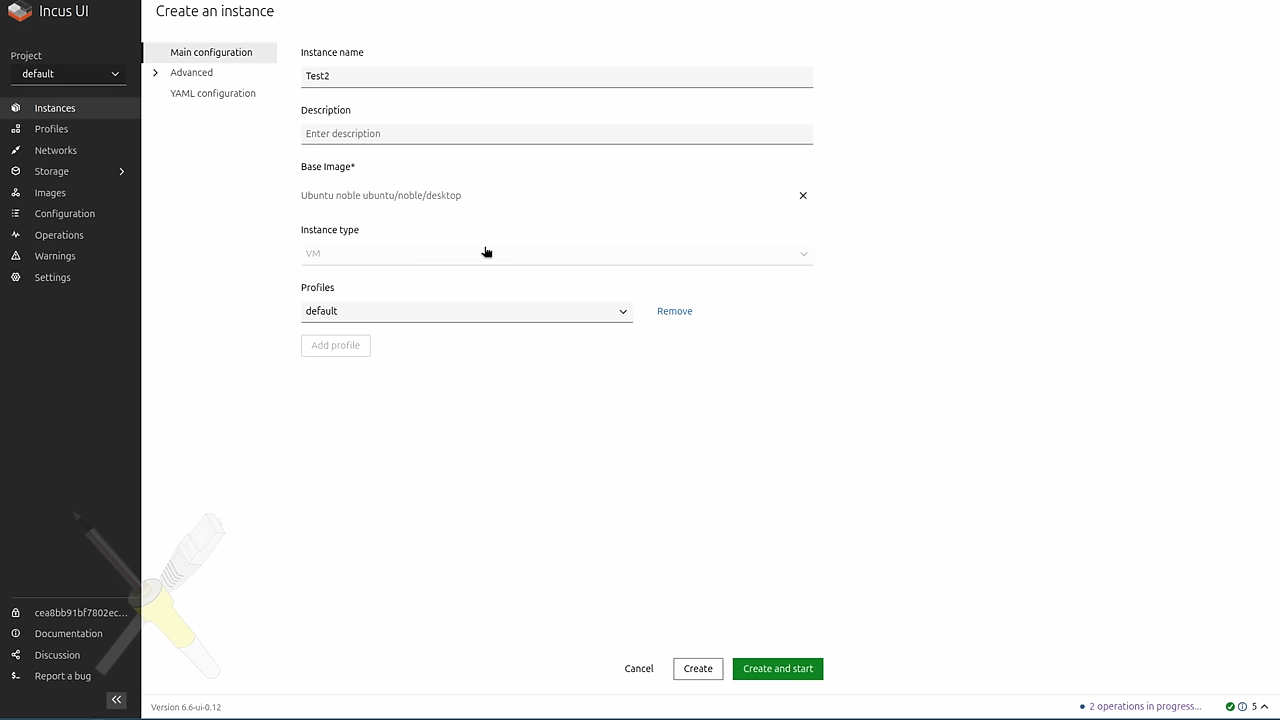 Incus UI
Create an instance
Project
default
Instances
Profiles
Networks
Storage
Images
Configuration
Operations
Warnings
Settings
cea8bb91bf7802ec...
Documentation
Discussion
Report a bug
Main configuration
Advanced
YAML configuration
Instance name
Test2
Description
Enter description
Base Image*
Ubuntu noble ubuntu/noble/desktop
Instance type
VM
Profiles
default
Remove
Add profile
Cancel
Create
Create and start
Version 6.6-ui-0.12
2 operations in progress...
5